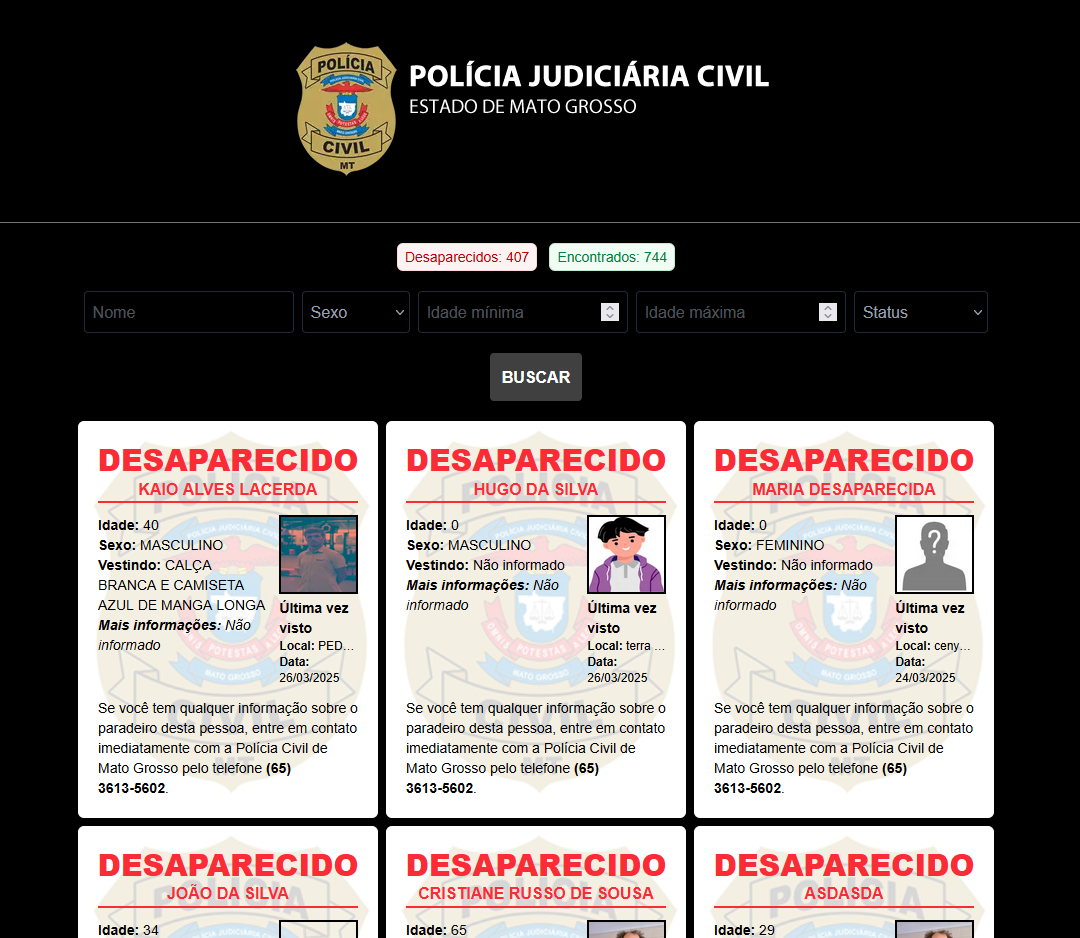 POLÍCIA
CIVIL
MT
POLÍCIA JUDICIÁRIA CIVIL
ESTADO DE MATO GROSSO
Desaparecidos: 407
Encontrados: 744
Nome
Sexo
Idade mínima
Idade máxima
Status
BUSCAR
DESAPARECIDO
KAIO ALVES LACERDA
Idade: 40
Sexo: MASCULINO
Vestindo: CALÇA
BRANCA E CAMISETA
AZUL DE MANGA LONGA
Mais informações: Não
informado
Última vez
visto
Local: PED...
Data:
26/03/2025
Se você tem qualquer informação sobre o
paradeiro desta pessoa, entre em contato
imediatamente com a Polícia Civil de
Mato Grosso pelo telefone (65)
3613-5602.
DESAPARECIDO
HUGO DA SILVA
Idade: 0
Sexo: MASCULINO
Vestindo: Não informado
Mais informações: Não
informado
Última vez
visto
Local: terra ...
Data:
26/03/2025
Se você tem qualquer informação sobre o
paradeiro desta pessoa, entre em contato
imediatamente com a Polícia Civil de
Mato Grosso pelo telefone (65)
3613-5602.
DESAPARECIDO
MARIA DESAPARECIDA
Idade: 0
Sexo: FEMININO
Vestindo: Não informado
Mais informações: Não
informado
?
Última vez
visto
Local: ceny...
Data:
24/03/2025
Se você tem qualquer informação sobre o
paradeiro desta pessoa, entre em contato
imediatamente com a Polícia Civil de
Mato Grosso pelo telefone (65)
3613-5602.
DESAPARECIDO
JOÃO DA SILVA
Idade: 34
DESAPARECIDO
CRISTIANE RUSSO DE SOUSA
Idade: 65
DESAPARECIDO
ASDASDA
Idade: 29